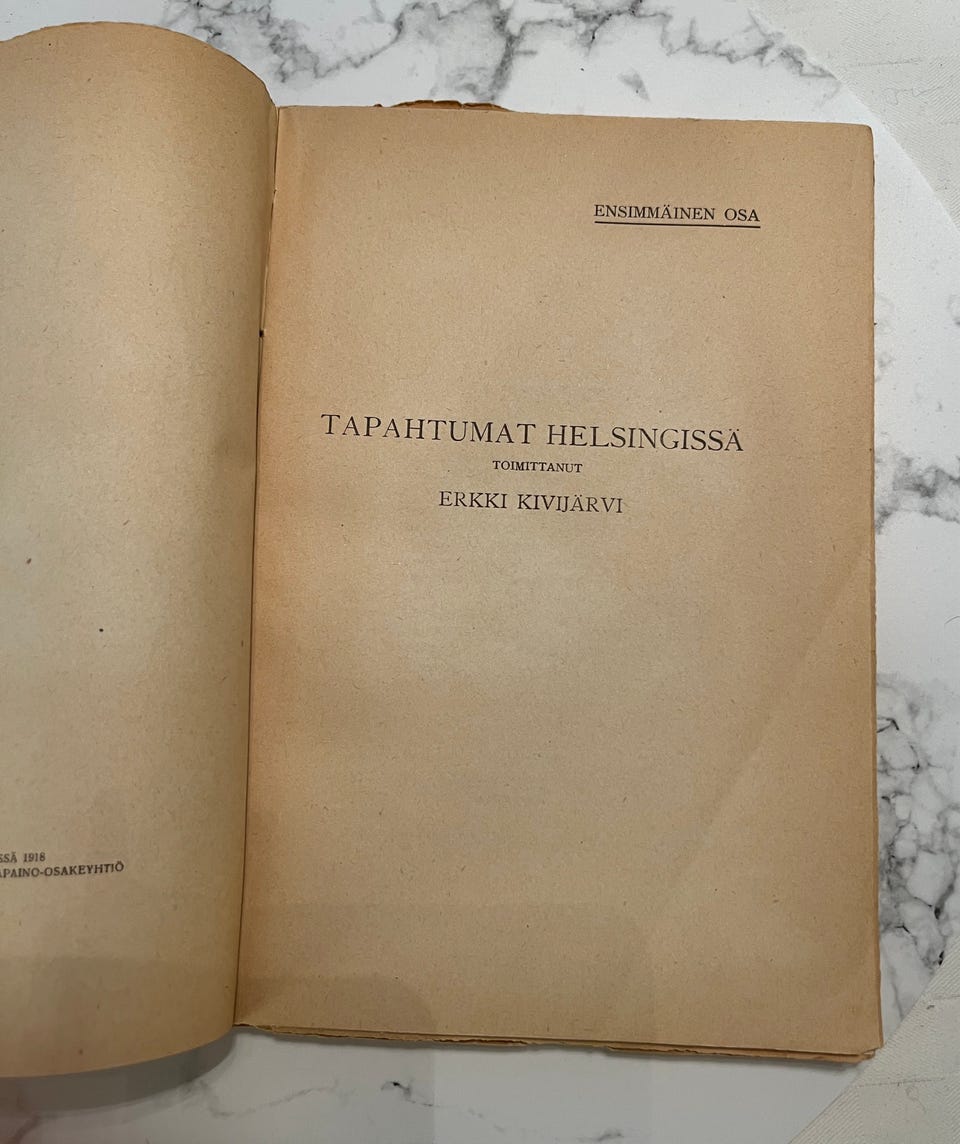 SSÄ 1918
APAINO-OSAKEYHTIÖ
ENSIMMÄINEN OSA
TAPAHTUMAT HELSINGISSÄ
TOIMITTANUT
ERKKI KIVIJÄRVI